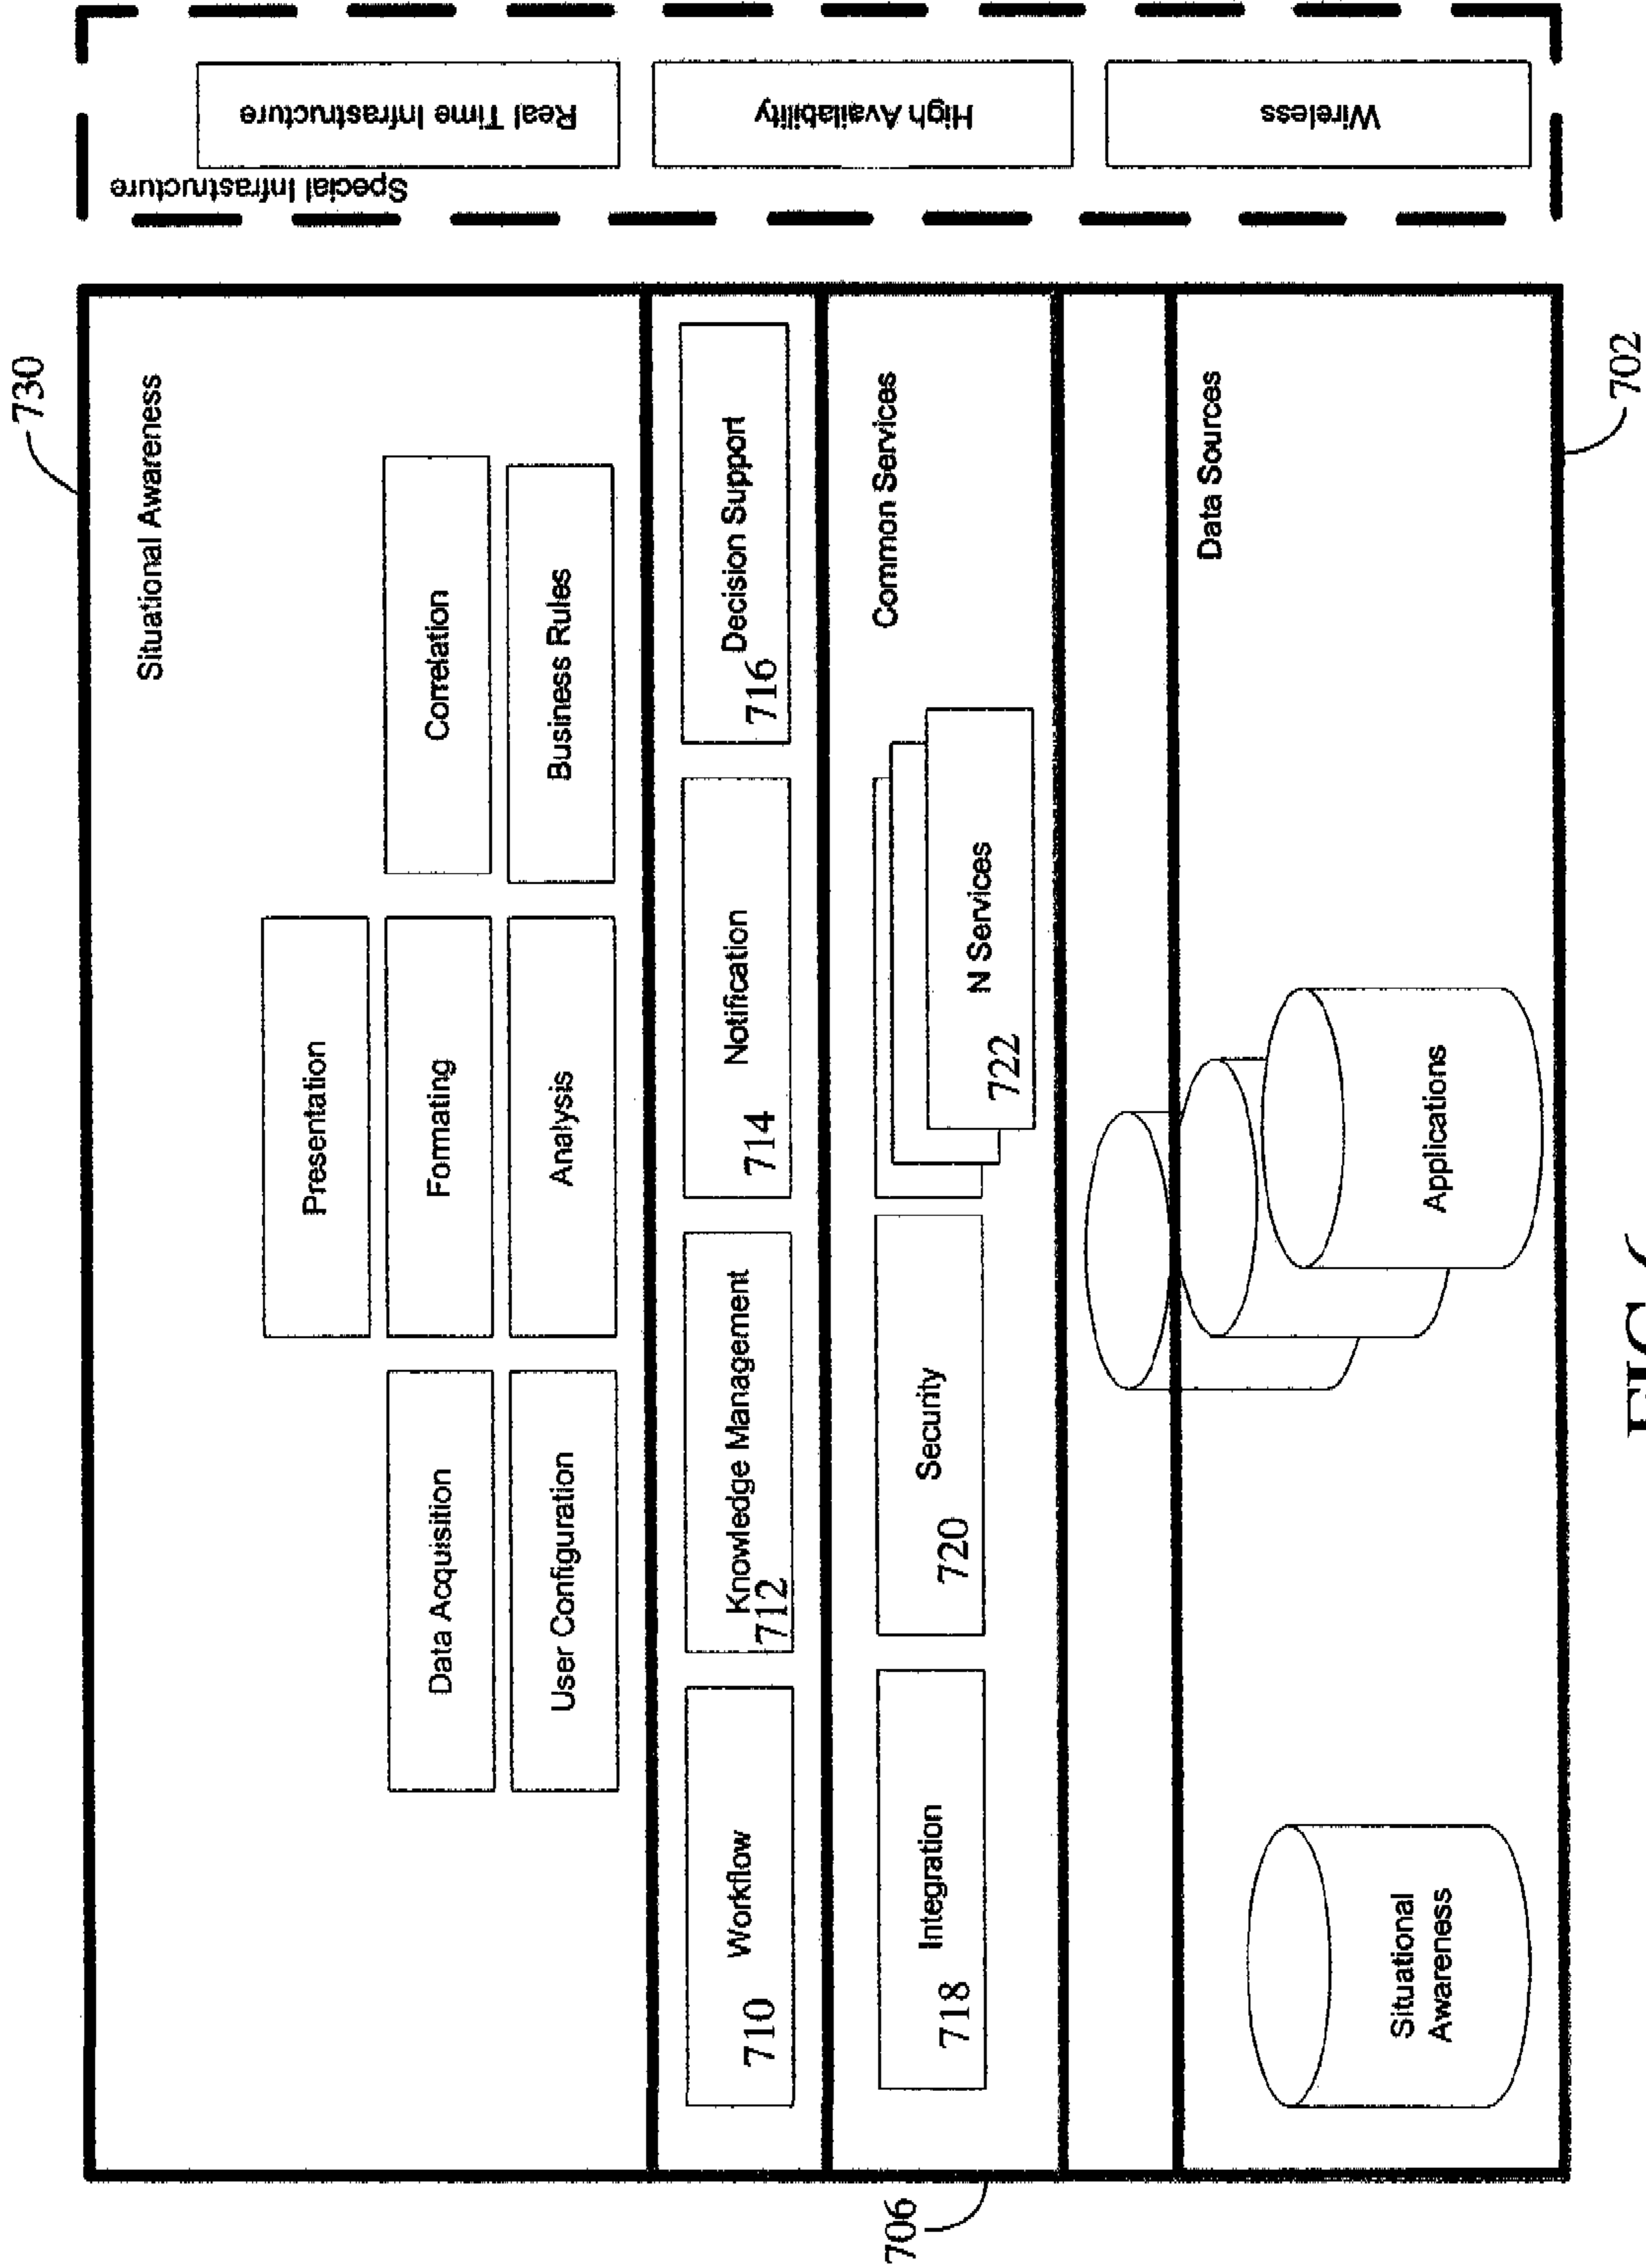 730
Situational Awareness
Presentation
Data Acquisition
Formating
Correlation
User Configuration
Analysis
Business Rules
Workflow
710
Knowledge Management
712
Notification
714
Decision Support
716
Common Services
706
Integration
718
Security
720
N Services
722
Data Sources
Situational
Awareness
Applications
702
Special Infrastructure
Real Time Infrastructure
High Availability
Wireless